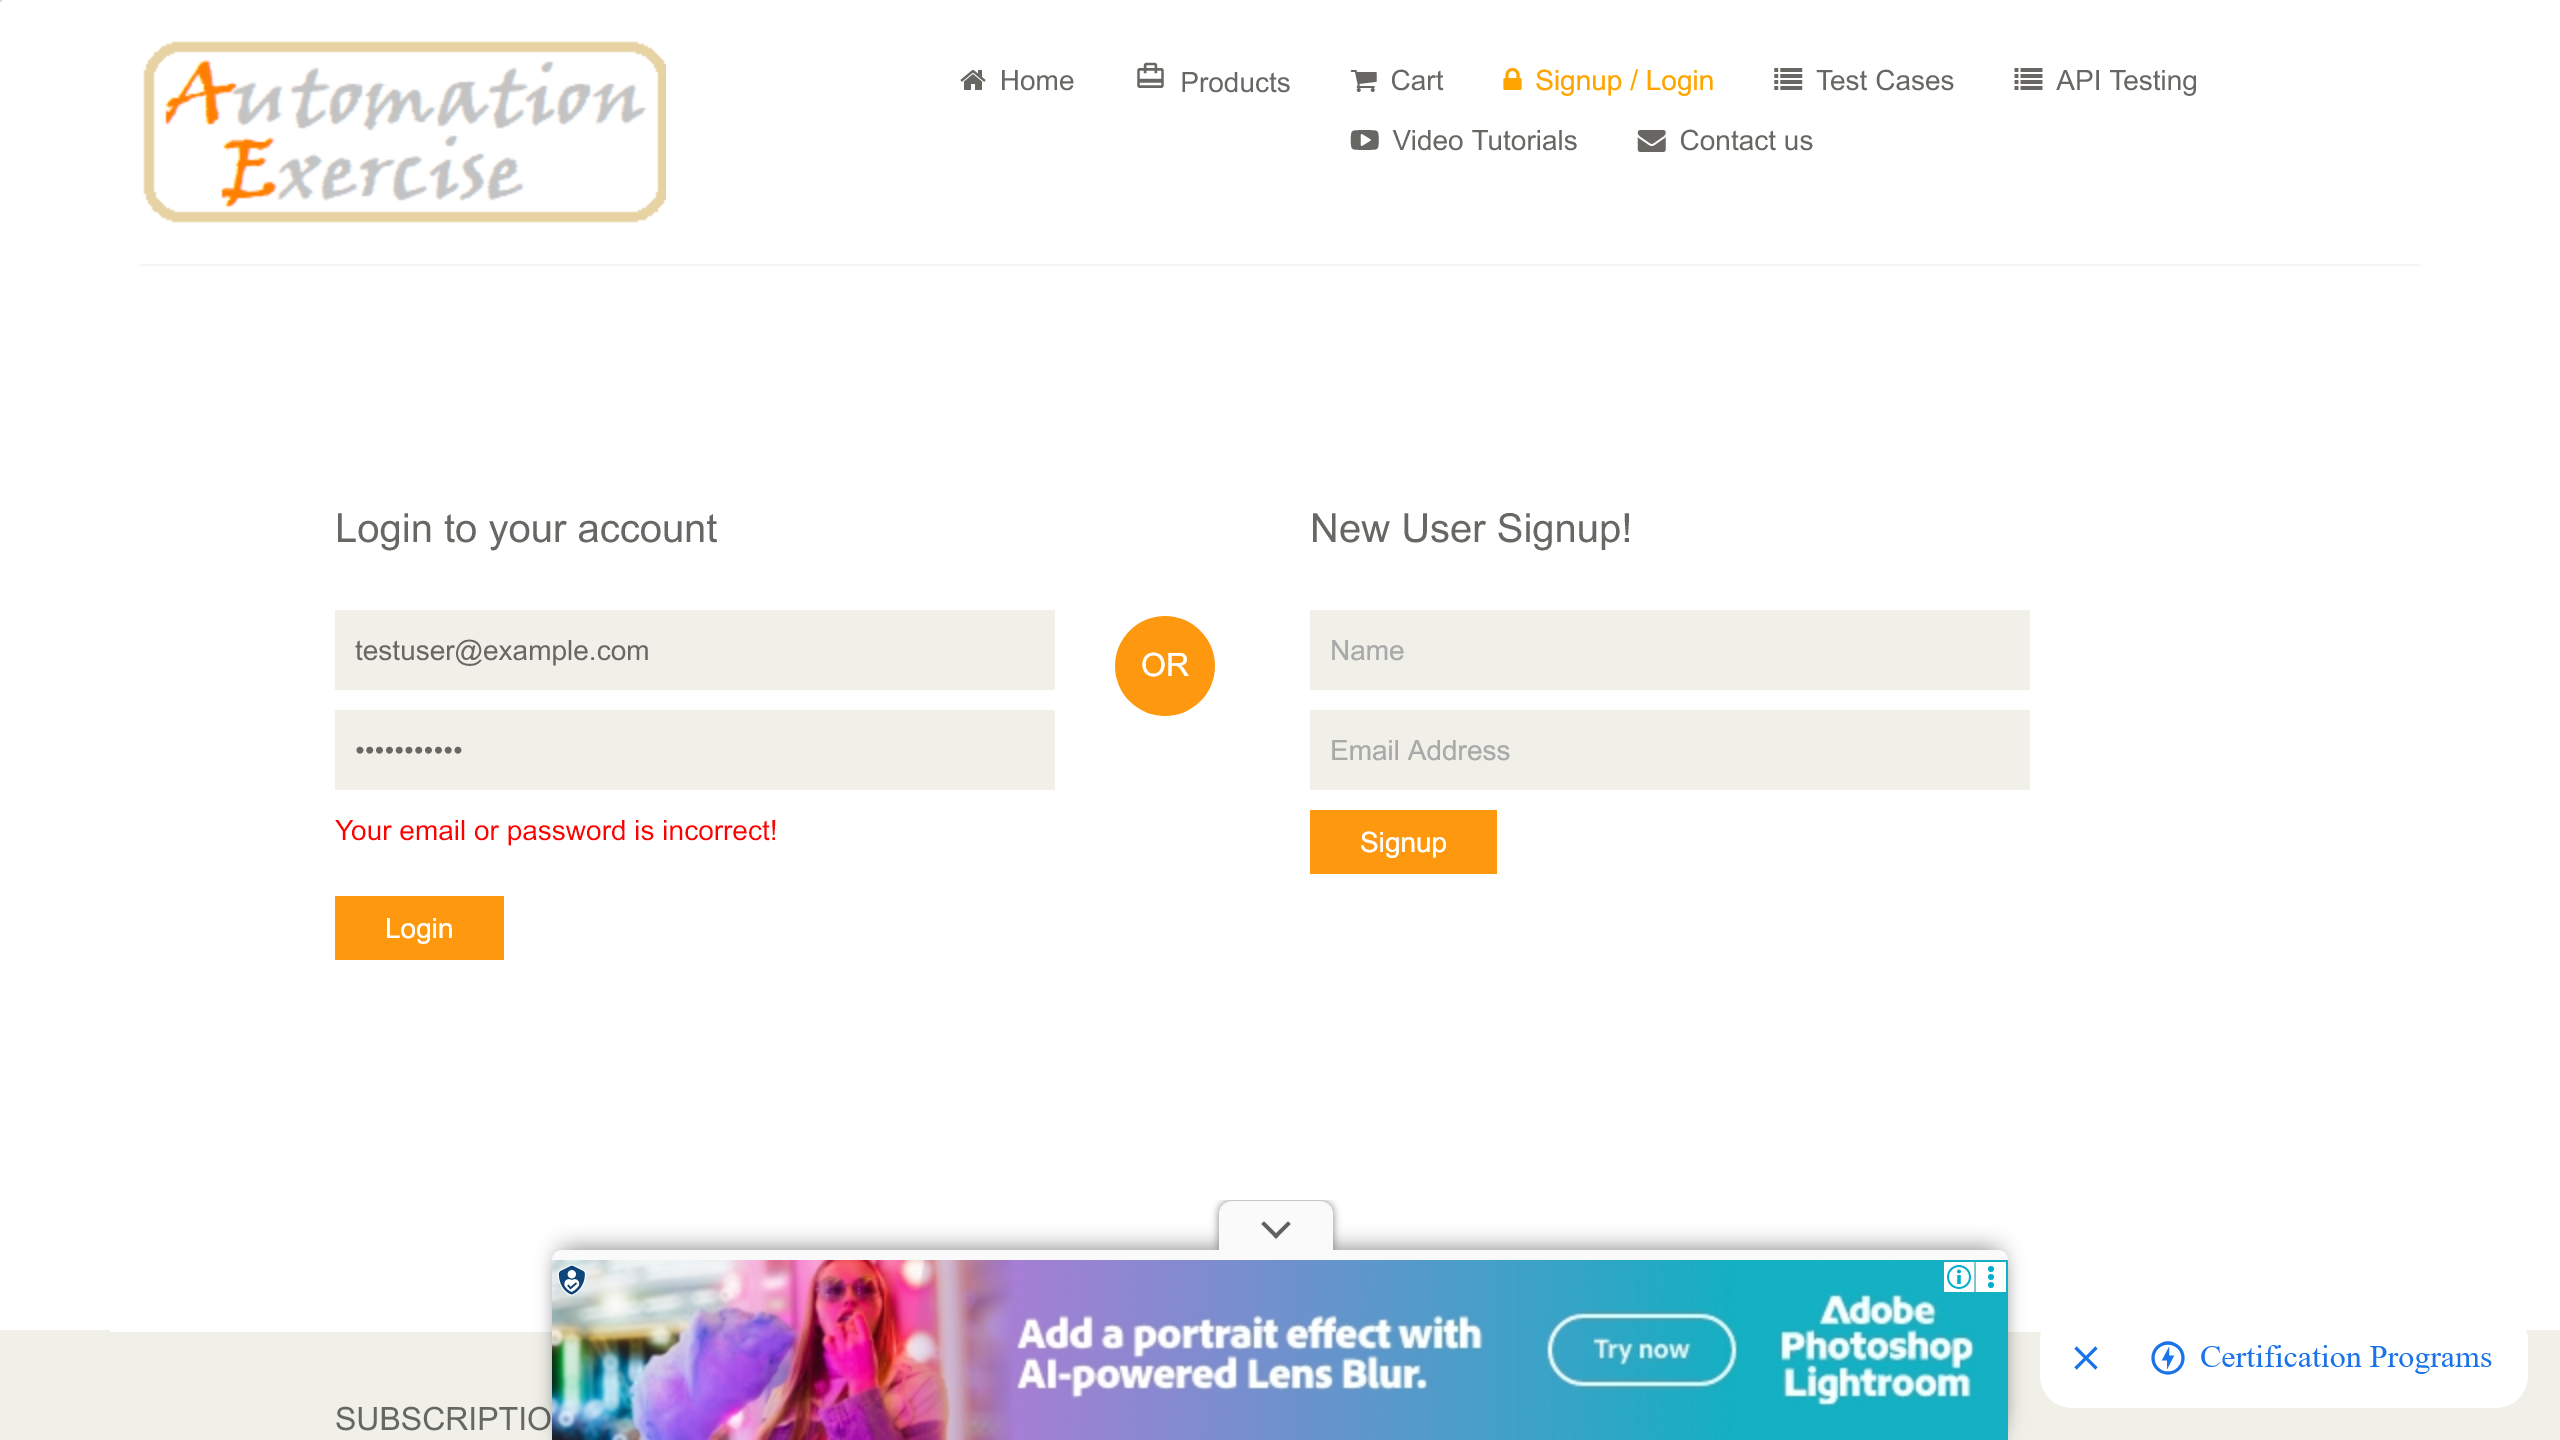 Automation
Exercise
Home
Products
Cart
Signup / Login
Test Cases
API Testing
Video Tutorials
Contact us
Login to your account
testuser@example.com
•••••••••••
Your email or password is incorrect!
Login
OR
New User Signup!
Name
Email Address
Signup
Add a portrait effect with
AI-powered Lens Blur.
Try now
Adobe
Photoshop
Lightroom
Certification Programs
SUBSCRIPTIO